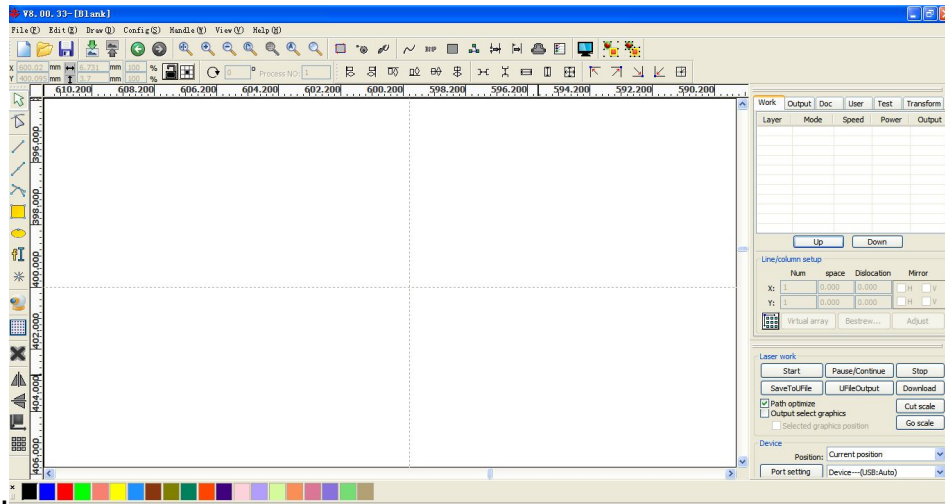 V8.00.33-[Blank]
File(F) Edit(E) Draw(D) Config(S) Handle(W) View(V) Help(H)
X 600.02 mm 6.731 mm 100 %
Y 400.095 mm 3.7 mm 100 %
0 ° Process NO: 1
610.200 608.200 606.200 604.200 602.200 600.200 598.200 596.200 594.200 592.200 590.200
396.000
398.000
400.000
402.000
404.000
406.000
Work Output Doc User Test Transform
Layer Mode Speed Power Output
Up Down
Line/column setup
Num space Dislocation Mirror
X: 1 0.000 0.000 H V
Y: 1 0.000 0.000 H V
Virtual array Bestrew... Adjust
Laser work
Start Pause/Continue Stop
SaveToUFile UFileOutput Download
Path optimize
Output select graphics
Selected graphics position
Cut scale
Go scale
Device
Position: Current position
Port setting Device---(USB:Auto)